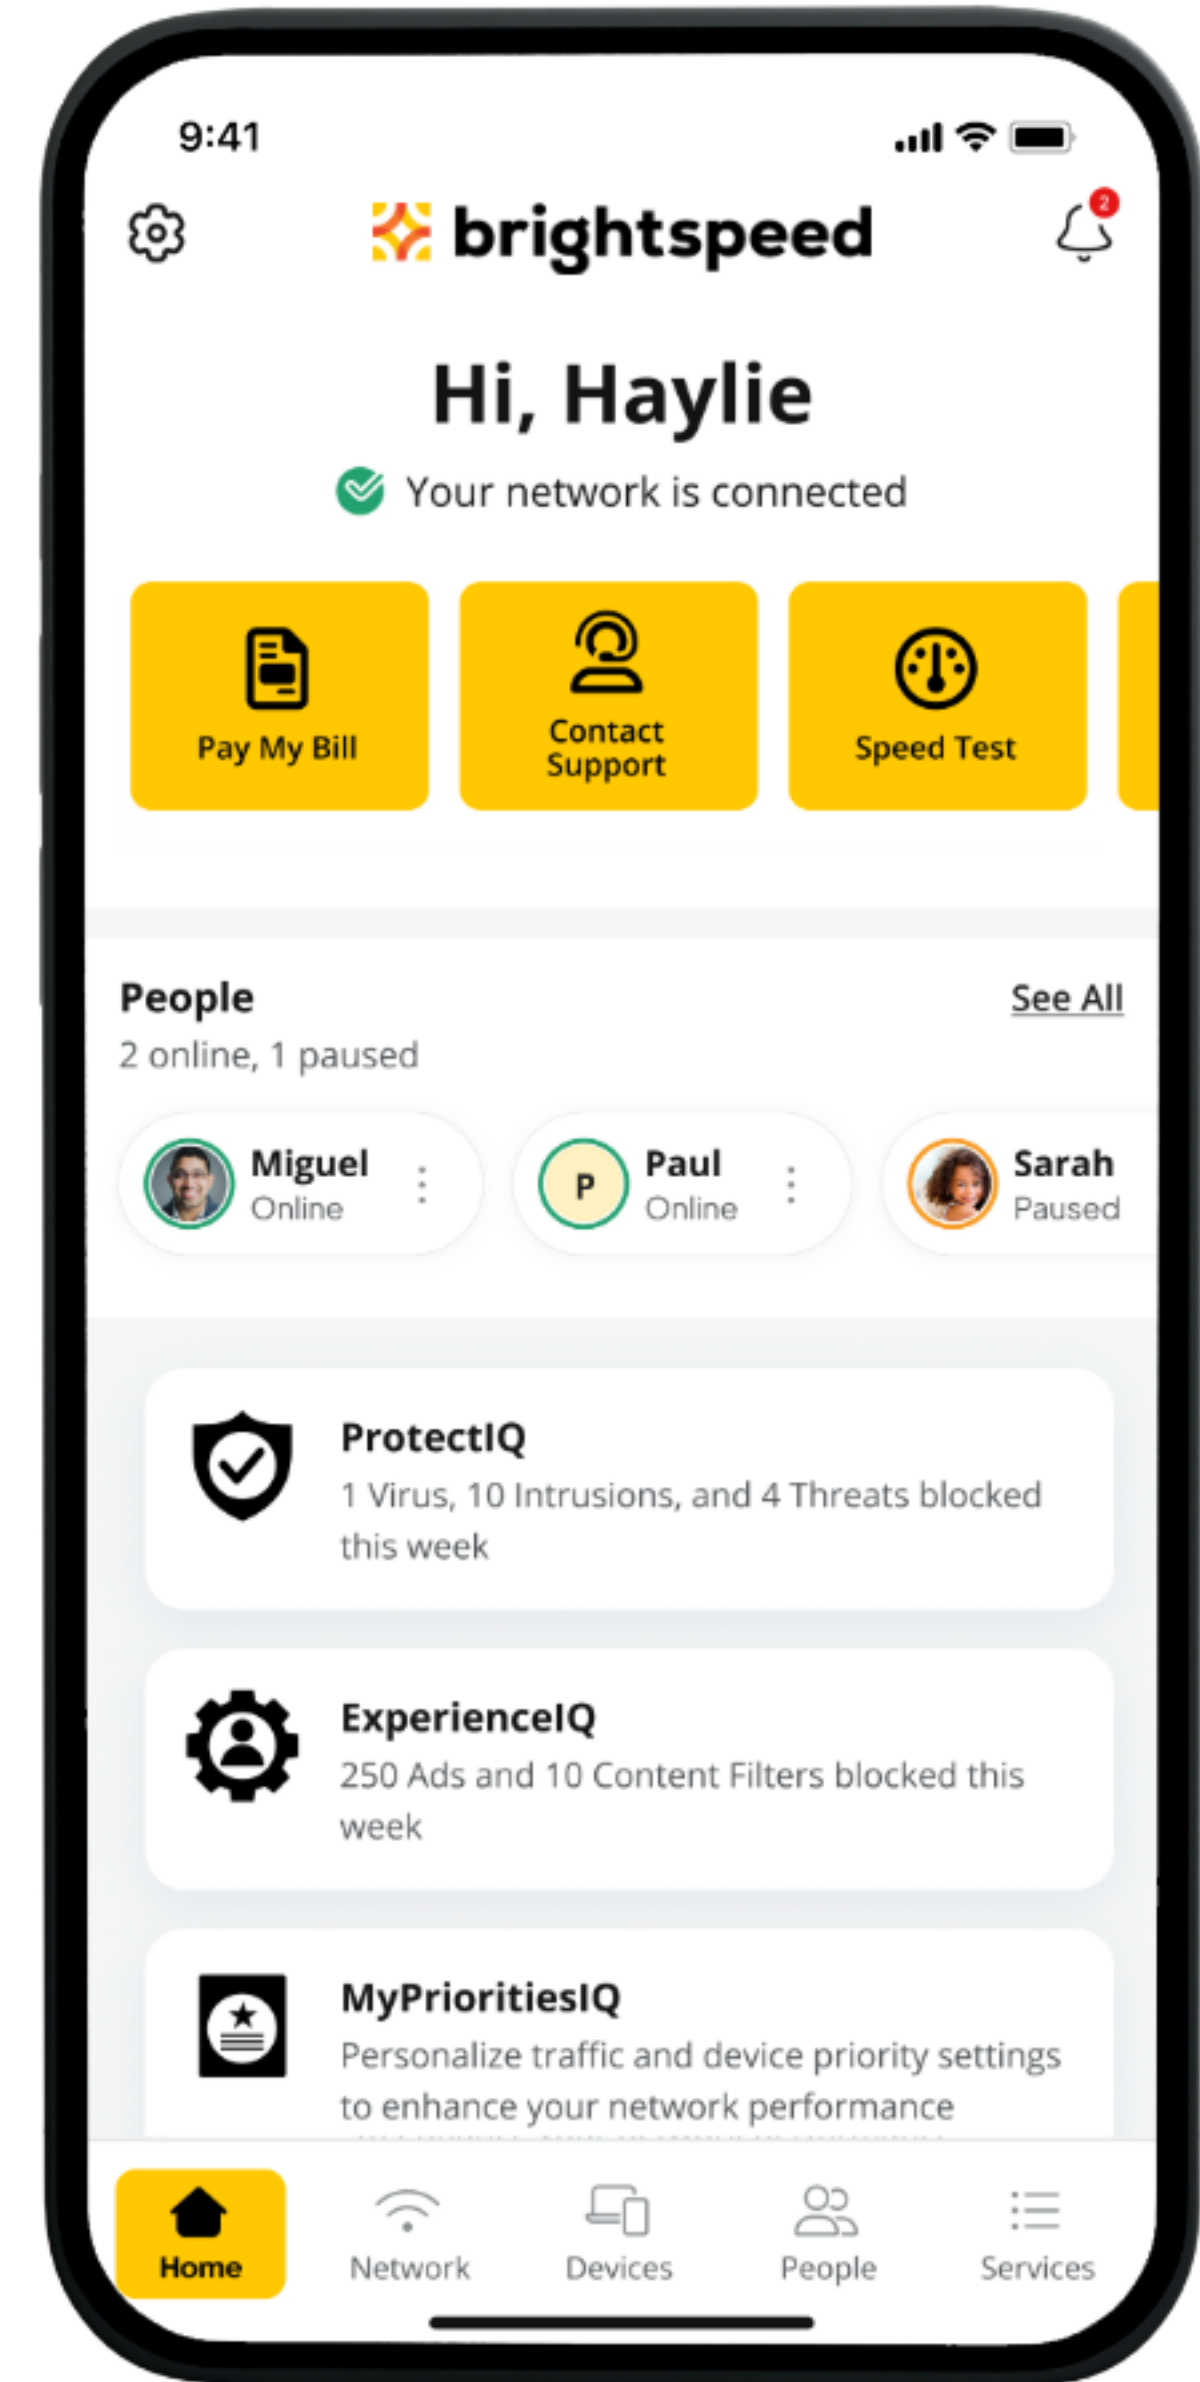 9:41
brightspeed
2
Hi, Haylie
Your network is connected
Pay My Bill
Contact
Support
Speed Test
People
See All
2 online, 1 paused
Miguel
Online
P
Paul
Online
Sarah
Paused
ProtectIQ
1 Virus, 10 Intrusions, and 4 Threats blocked
this week
ExperienceIQ
250 Ads and 10 Content Filters blocked this
week
MyPrioritiesIQ
Personalize traffic and device priority settings
to enhance your network performance
Home
Network
Devices
People
Services